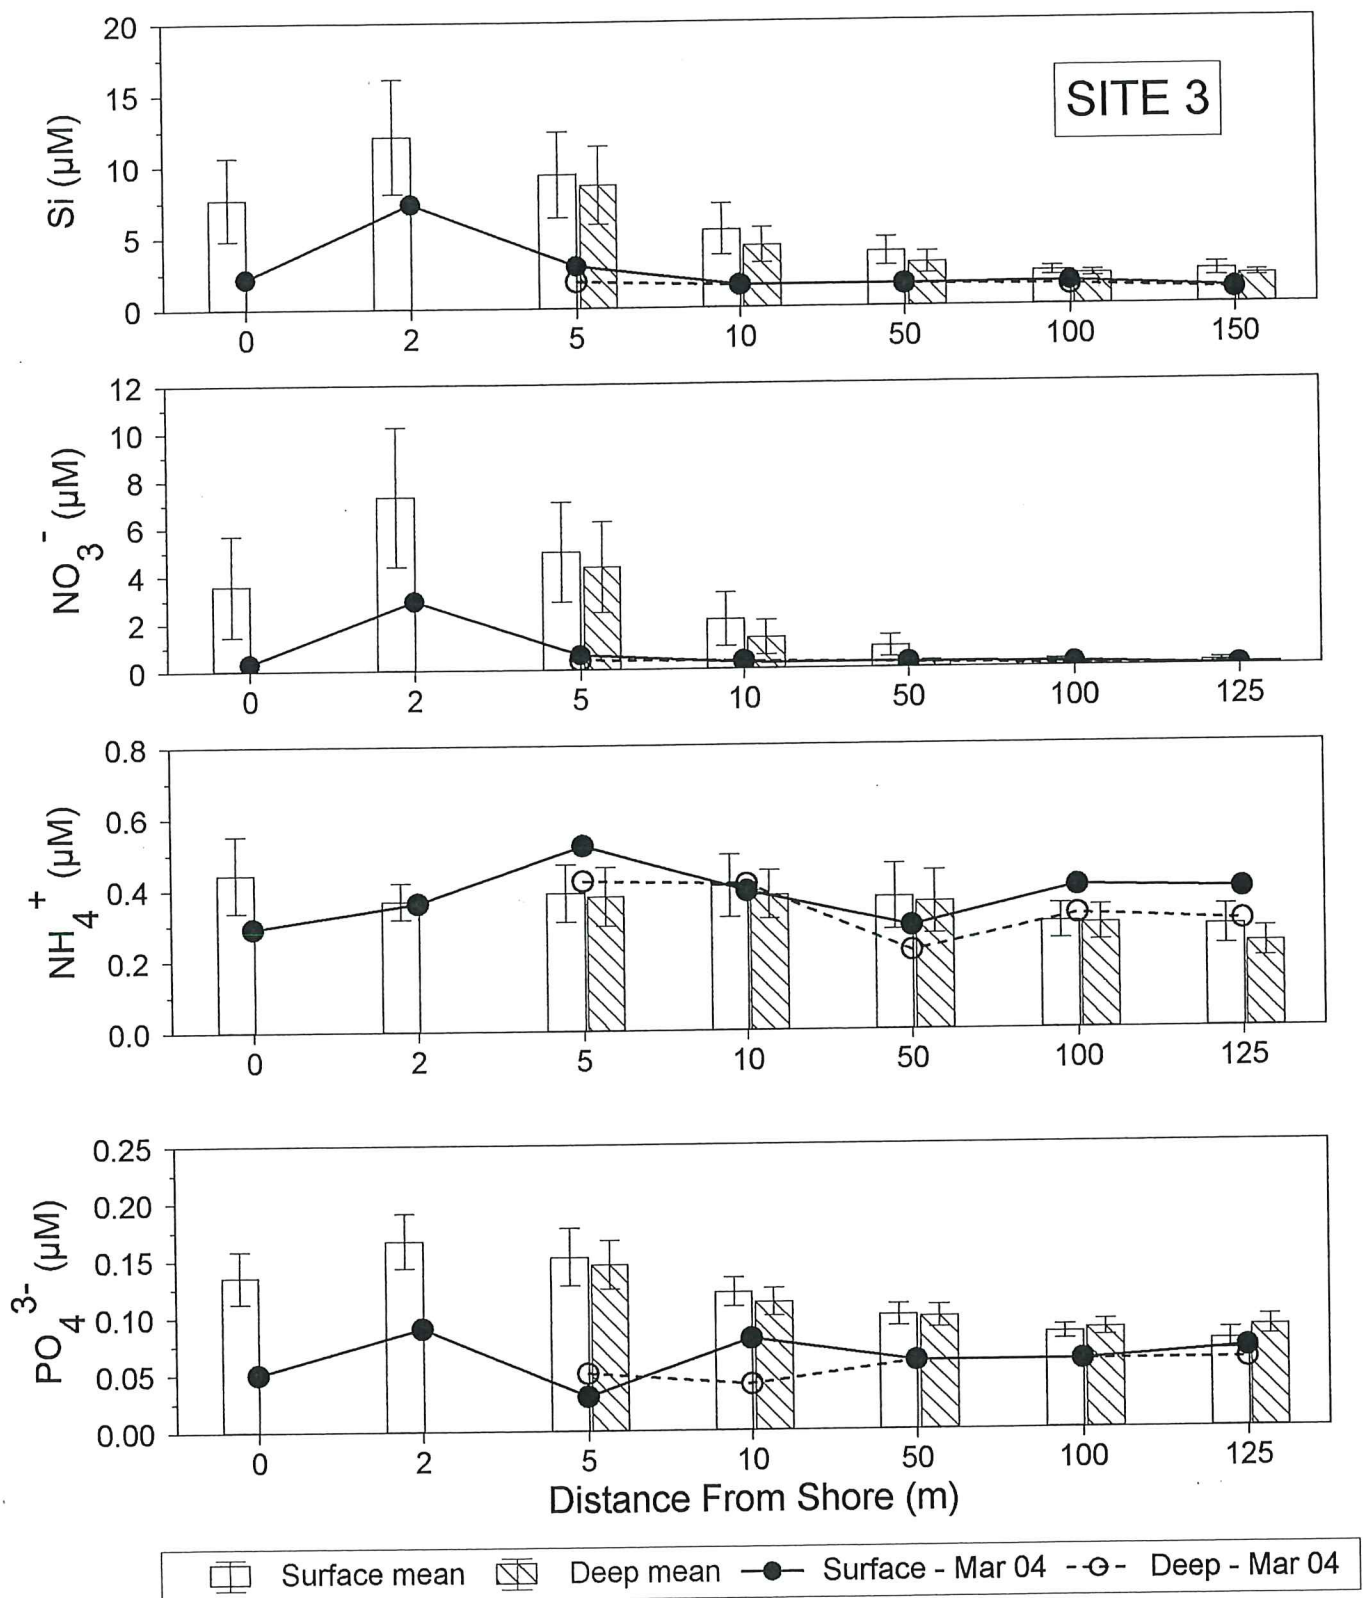 SITE 3
Si (µM)
20
15
10
5
0
0 2 5 10 50 100 150
NO3- (µM)
12
10
8
6
4
2
0
0 2 5 10 50 100 125
NH4+ (µM)
0.8
0.6
0.4
0.2
0.0
0 2 5 10 50 100 125
PO43- (µM)
0.25
0.20
0.15
0.10
0.05
0.00
0 2 5 10 50 100 125
Distance From Shore (m)
Surface mean Deep mean Surface - Mar 04 Deep - Mar 04